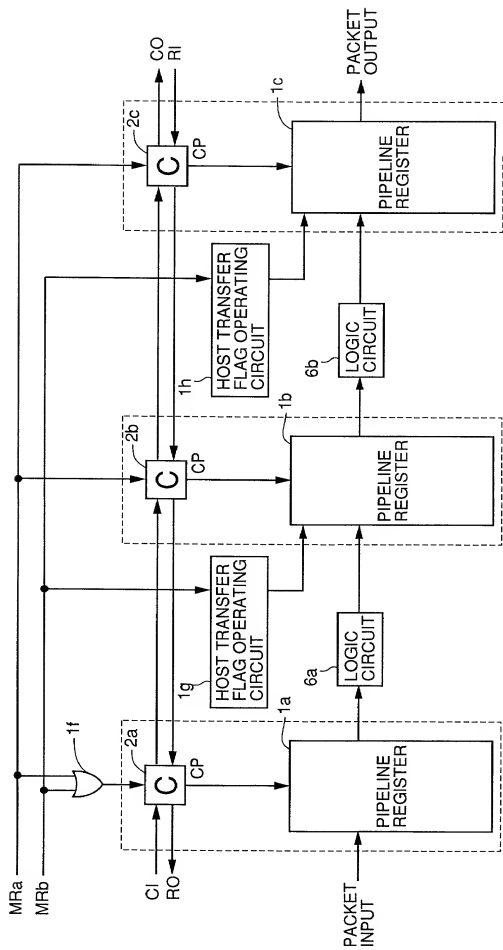 MRa
MRb
1f
2a
2b
2c
CI
RO
C
CP
C
CP
C
CP
CO
RI
HOST TRANSFER
FLAG OPERATING
CIRCUIT
1g
HOST TRANSFER
FLAG OPERATING
CIRCUIT
1h
1a
1b
1c
PIPELINE
REGISTER
6a
LOGIC
CIRCUIT
PIPELINE
REGISTER
6b
LOGIC
CIRCUIT
PIPELINE
REGISTER
PACKET
INPUT
PACKET
OUTPUT